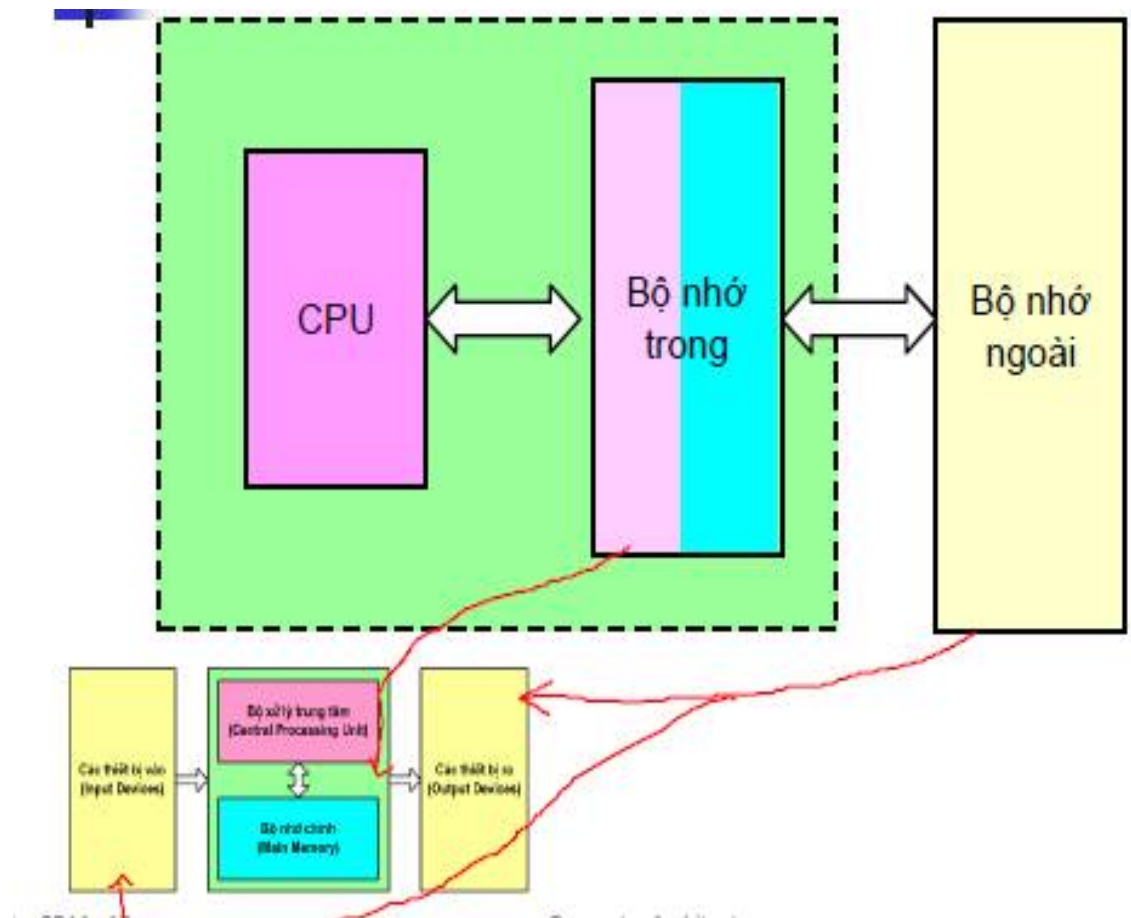 CPU
Bộ nhớ
trong
Bộ nhớ
ngoài
Các thiết bị vào
(Input Devices)
Bộ xử lý trung tâm
(Central Processing Unit)
Bộ nhớ chính
(Main Memory)
Các thiết bị ra
(Output Devices)